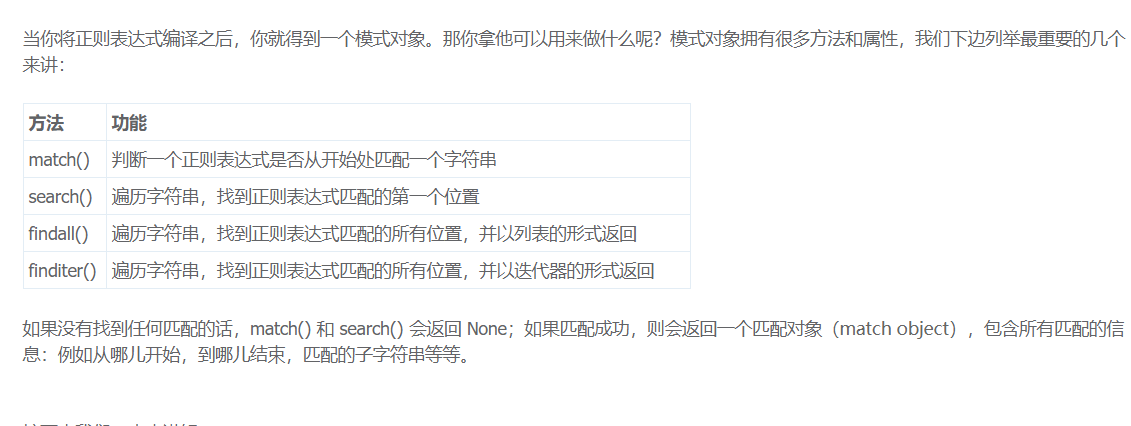 当你将正则表达式编译之后，你就得到一个模式对象。那你拿他可以用来做什么呢？模式对象拥有很多方法和属性，我们下边列举最重要的几个
来讲：
方法 功能
match() 判断一个正则表达式是否从开始处匹配一个字符串
search() 遍历字符串，找到正则表达式匹配的第一个位置
findall() 遍历字符串，找到正则表达式匹配的所有位置，并以列表的形式返回
finditer() 遍历字符串，找到正则表达式匹配的所有位置，并以迭代器的形式返回
如果没有找到任何匹配的话，match() 和 search() 会返回 None；如果匹配成功，则会返回一个匹配对象（match object），包含所有匹配的信
息：例如从哪儿开始，到哪儿结束，匹配的子字符串等等。